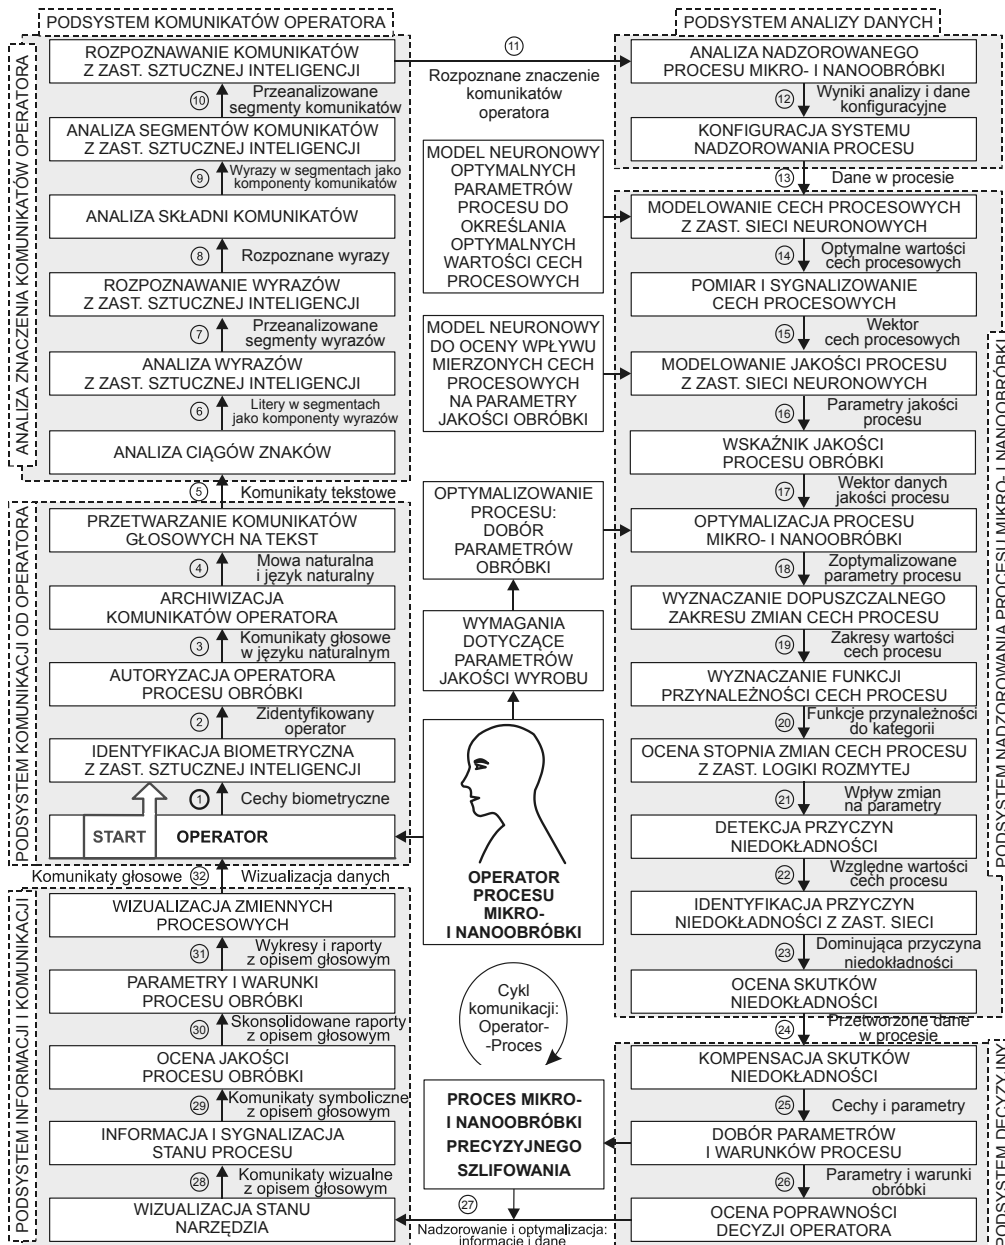 PODSYSTEM KOMUNIKATÓW OPERATORA
ANALIZA ZNACZENIA KOMUNIKATÓW OPERATORA
ROZPOZNAWANIE KOMUNIKATÓW
Z ZAST. SZTUCZNEJ INTELIGENCJI
10
Przeanalizowane
segmenty komunikatów
ANALIZA SEGMENTÓW KOMUNIKATÓW
Z ZAST. SZTUCZNEJ INTELIGENCJI
9
Wyrazy w segmentach jako
komponenty komunikatów
ANALIZA SKŁADNI KOMUNIKATÓW
8
Rozpoznane wyrazy
ROZPOZNAWANIE WYRAZÓW
Z ZAST. SZTUCZNEJ INTELIGENCJI
7
Przeanalizowane
segmenty wyrazów
ANALIZA WYRAZÓW
Z ZAST. SZTUCZNEJ INTELIGENCJI
6
Litery w segmentach
jako komponenty wyrazów
ANALIZA CIĄGÓW ZNAKÓW
5
Komunikaty tekstowe
PODSYSTEM KOMUNIKACJI OD OPERATORA
PRZETWARZANIE KOMUNIKATÓW
GŁOSOWYCH NA TEKST
4
Mowa naturalna
i język naturalny
ARCHIWIZACJA
KOMUNIKATÓW OPERATORA
3
Komunikaty głosowe
w języku naturalnym
AUTORYZACJA OPERATORA
PROCESU OBRÓBKI
2
Zidentyfikowany
operator
IDENTYFIKACJA BIOMETRYCZNA
Z ZAST. SZTUCZNEJ INTELIGENCJI
1
Cechy biometryczne
START
OPERATOR
Komunikaty głosowe
32
Wizualizacja danych
PODSYSTEM INFORMACJI I KOMUNIKACJI
WIZUALIZACJA ZMIENNYCH
PROCESOWYCH
31
Wykresy i raporty
z opisem głosowym
PARAMETRY I WARUNKI
PROCESU OBRÓBKI
30
Skonsolidowane raporty
z opisem głosowym
OCENA JAKOŚCI
PROCESU OBRÓBKI
29
Komunikaty symboliczne
z opisem głosowym
INFORMACJA I SYGNALIZACJA
STANU PROCESU
28
Komunikaty wizualne
z opisem głosowym
WIZUALIZACJA STANU
NARZĘDZIA
11
Rozpoznane znaczenie
komunikatów
operatora
MODEL NEURONOWY
OPTYMALNYCH
PARAMETRÓW
PROCESU DO
OKREŚLANIA
OPTYMALNYCH
WARTOŚCI CECH
PROCESOWYCH
MODEL NEURONOWY
DO OCENY WPŁYWU
MIERZONYCH CECH
PROCESOWYCH
NA PARAMETRY
JAKOŚCI OBRÓBKI
OPTYMALIZOWANIE
PROCESU:
DOBÓR
PARAMETRÓW
OBRÓBKI
WYMAGANIA
DOTYCZĄCE
PARAMETRÓW
JAKOŚCI WYROBU
OPERATOR
PROCESU
MIKRO-
I NANOOBRÓBKI
Cykl
komunikacji:
Operator-
-Proces
PROCES MIKRO-
I NANOOBRÓBKI
PRECYZYJNEGO
SZLIFOWANIA
27
Nadzorowanie i optymalizacja:
informacje i dane
PODSYSTEM ANALIZY DANYCH
ANALIZA NADZOROWANEGO
PROCESU MIKRO- I NANOOBRÓBKI
12
Wyniki analizy i dane
konfiguracyjne
KONFIGURACJA SYSTEMU
NADZOROWANIA PROCESU
13
Dane w procesie
PODSYSTEM NADZOROWANIA PROCESU MIKRO- I NANOOBRÓBKI
MODELOWANIE CECH PROCESOWYCH
Z ZAST. SIECI NEURONOWYCH
14
Optymalne wartości
cech procesowych
POMIAR I SYGNALIZOWANIE
CECH PROCESOWYCH
15
Wektor
cech procesowych
MODELOWANIE JAKOŚCI PROCESU
Z ZAST. SIECI NEURONOWYCH
16
Parametry jakości
procesu
WSKAŹNIK JAKOŚCI
PROCESU OBRÓBKI
17
Wektor danych
jakości procesu
OPTYMALIZACJA PROCESU
MIKRO- I NANOOBRÓBKI
18
Zoptymalizowane
parametry procesu
WYZNACZANIE DOPUSZCZALNEGO
ZAKRESU ZMIAN CECH PROCESU
19
Zakresy wartości
cech procesu
WYZNACZANIE FUNKCJI
PRZYNALEŻNOŚCI CECH PROCESU
20
Funkcje przynależności
do kategorii
OCENA STOPNIA ZMIAN CECH PROCESU
Z ZAST. LOGIKI ROZMYTEJ
21
Wpływ zmian
na parametry
DETEKCJA PRZYCZYN
NIEDOKŁADNOŚCI
22
Względne wartości
cech procesu
IDENTYFIKACJA PRZYCZYN
NIEDOKŁADNOŚCI Z ZAST. SIECI
23
Dominująca przyczyna
niedokładności
OCENA SKUTKÓW
NIEDOKŁADNOŚCI
24
Przetworzone dane
w procesie
PODSYSTEM DECYZYJNY
KOMPENSACJA SKUTKÓW
NIEDOKŁADNOŚCI
25
Cechy i parametry
DOBÓR PARAMETRÓW
I WARUNKÓW PROCESU
26
Parametry i warunki
obróbki
OCENA POPRAWNOŚCI
DECYZJI OPERATORA